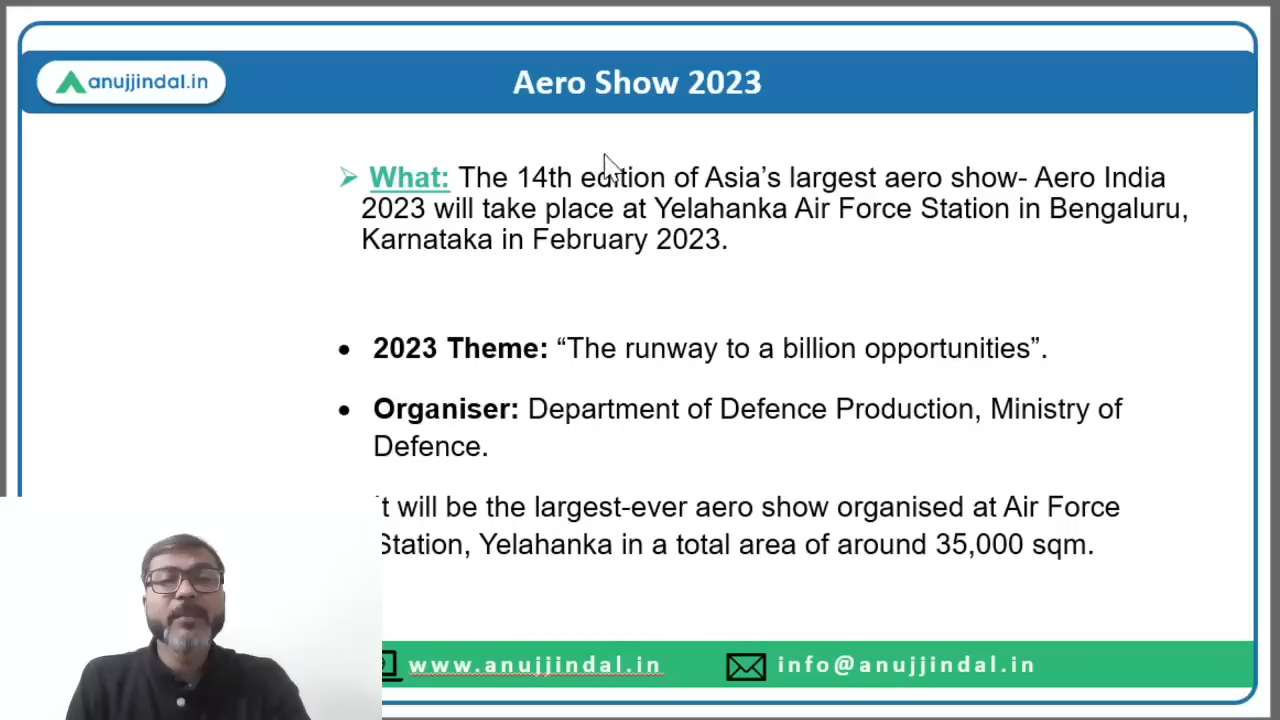 anujjindal.in
Aero Show 2023
What: The 14th edition of Asia’s largest aero show- Aero India
2023 will take place at Yelahanka Air Force Station in Bengaluru,
Karnataka in February 2023.
2023 Theme: “The runway to a billion opportunities”.
Organiser: Department of Defence Production, Ministry of
Defence.
It will be the largest-ever aero show organised at Air Force
Station, Yelahanka in a total area of around 35,000 sqm.
www.anujjindal.in
info@anujjindal.in